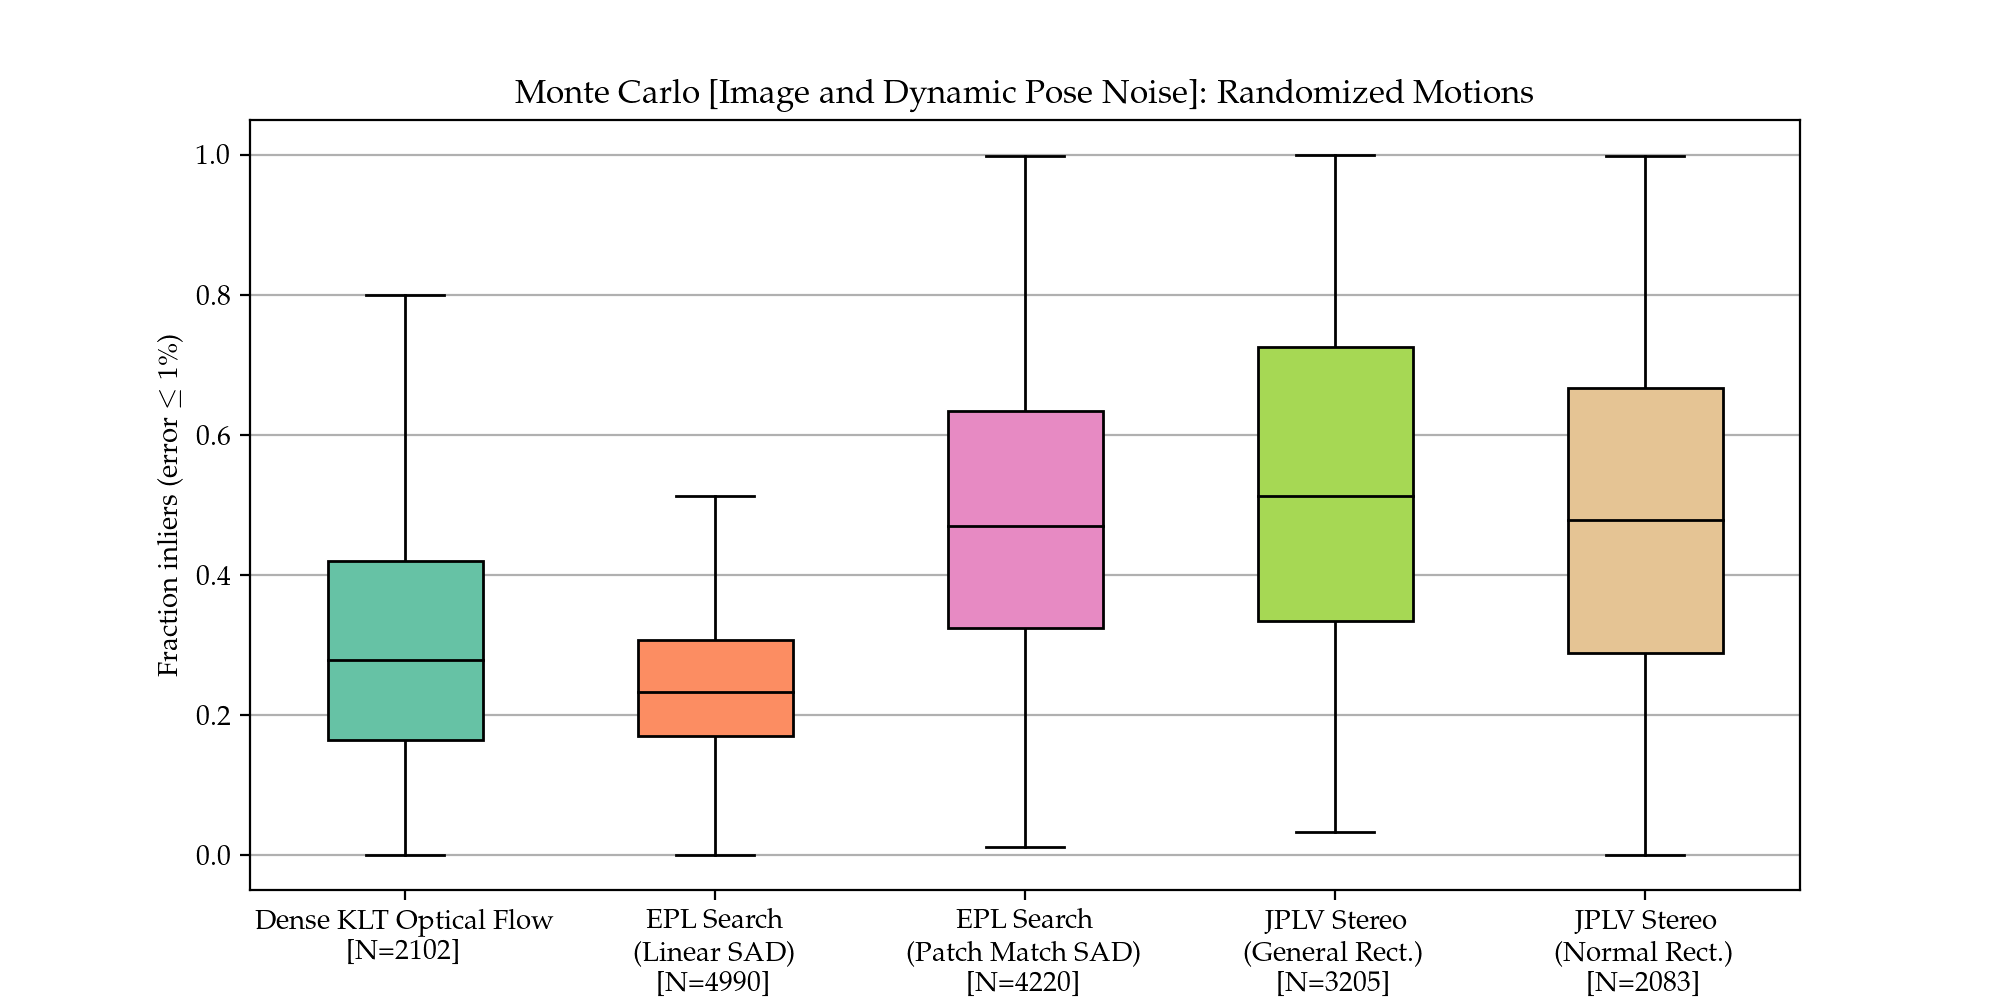 Monte Carlo [Image and Dynamic Pose Noise]: Randomized Motions
Fraction inliers (error ≤ 1%)
1.0
0.8
0.6
0.4
0.2
0.0
Dense KLT Optical Flow
[N=2102]
EPL Search
(Linear SAD)
[N=4990]
EPL Search
(Patch Match SAD)
[N=4220]
JPLV Stereo
(General Rect.)
[N=3205]
JPLV Stereo
(Normal Rect.)
[N=2083]